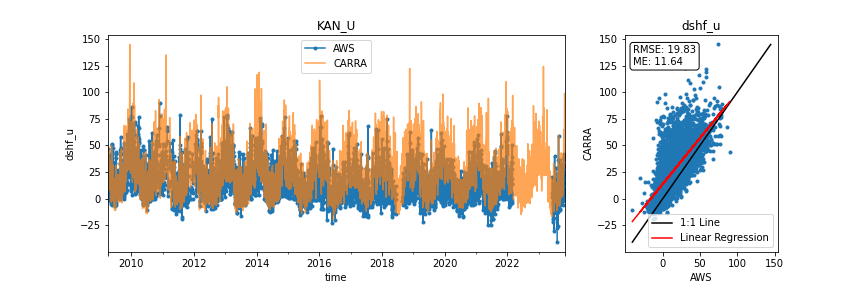 KAN_U
dshf_u
150
125
100
75
50
25
0
−25
dshf_u
AWS
CARRA
2010
2012
2014
2016
2018
2020
2022
time
150
125
100
75
50
25
0
−25
CARRA
RMSE: 19.83
ME: 11.64
1:1 Line
Linear Regression
0
50
100
150
AWS